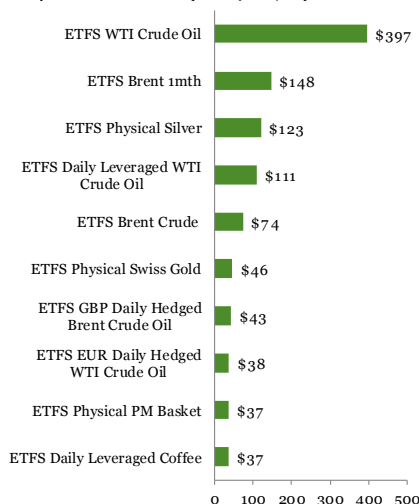 ETFS WTI Crude Oil $397
ETFS Brent 1mth $148
ETFS Physical Silver $123
ETFS Daily Leveraged WTI
Crude Oil $111
ETFS Brent Crude $74
ETFS Physical Swiss Gold $46
ETFS GBP Daily Hedged
Brent Crude Oil $43
ETFS EUR Daily Hedged
WTI Crude Oil $38
ETFS Physical PM Basket $37
ETFS Daily Leveraged Coffee $37
0 100 200 300 400 500